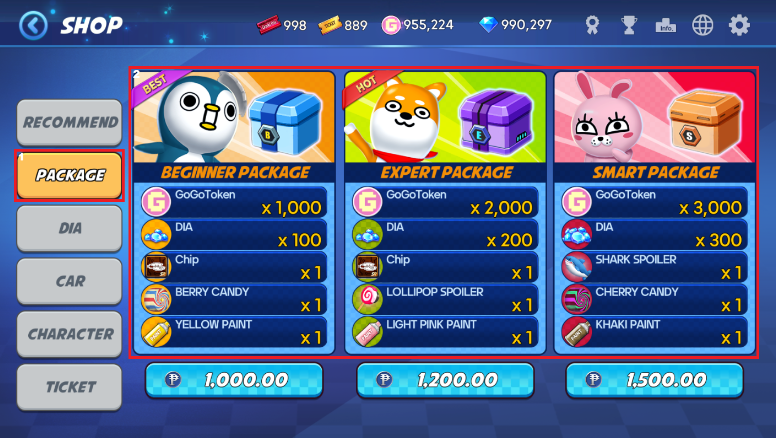 SHOP
998
889
955,224
990,297
Info.
RECOMMEND
PACKAGE
DIA
CAR
CHARACTER
TICKET
BEST
B
BEGINNER PACKAGE
GoGoToken
x 1,000
DIA
x 100
Chip
x 1
BERRY CANDY
x 1
YELLOW PAINT
x 1
1,000.00
HOT
E
EXPERT PACKAGE
GoGoToken
x 2,000
DIA
x 200
Chip
x 1
LOLLIPOP SPOILER
x 1
LIGHT PINK PAINT
x 1
1,200.00
S
SMART PACKAGE
GoGoToken
x 3,000
DIA
x 300
SHARK SPOILER
x 1
CHERRY CANDY
x 1
KHAKI PAINT
x 1
1,500.00